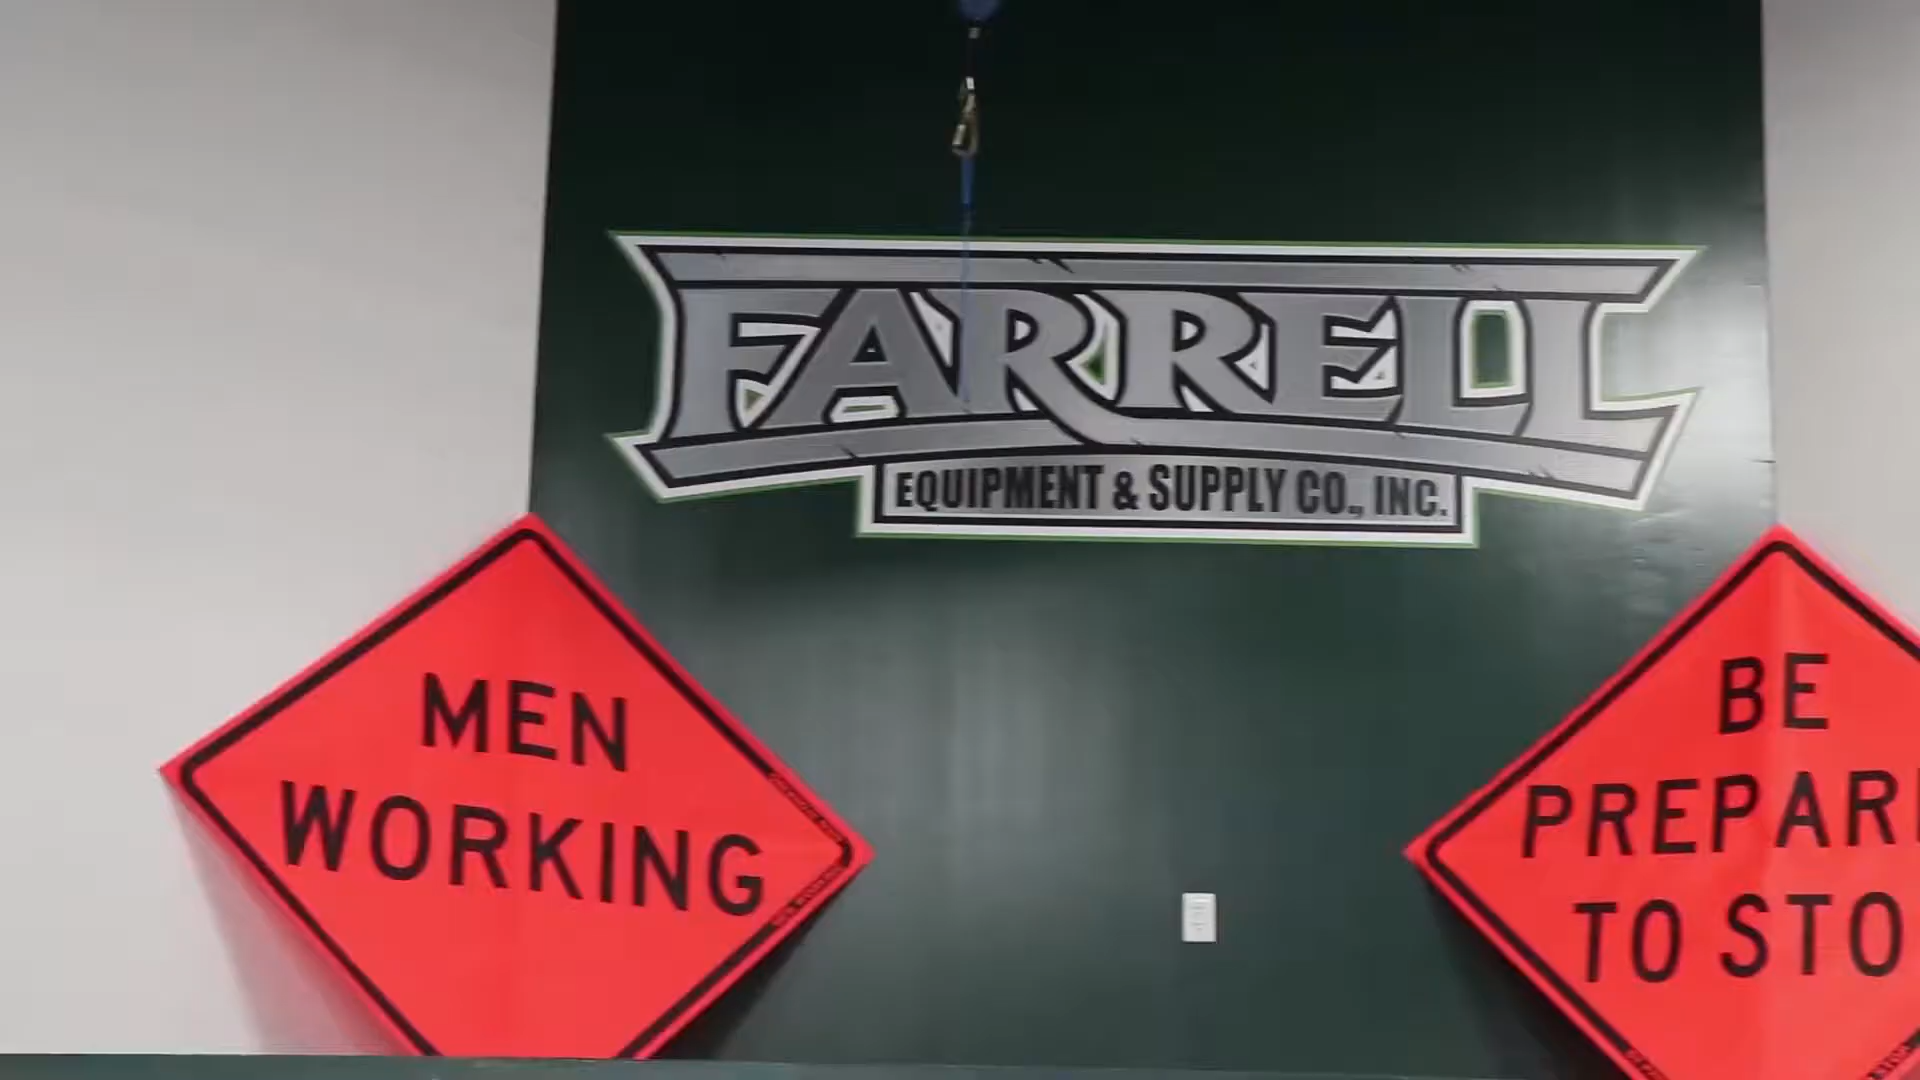 FARRELL
EQUIPMENT & SUPPLY CO., INC.
MEN
WORKING
BE
PREPAR
TO STO